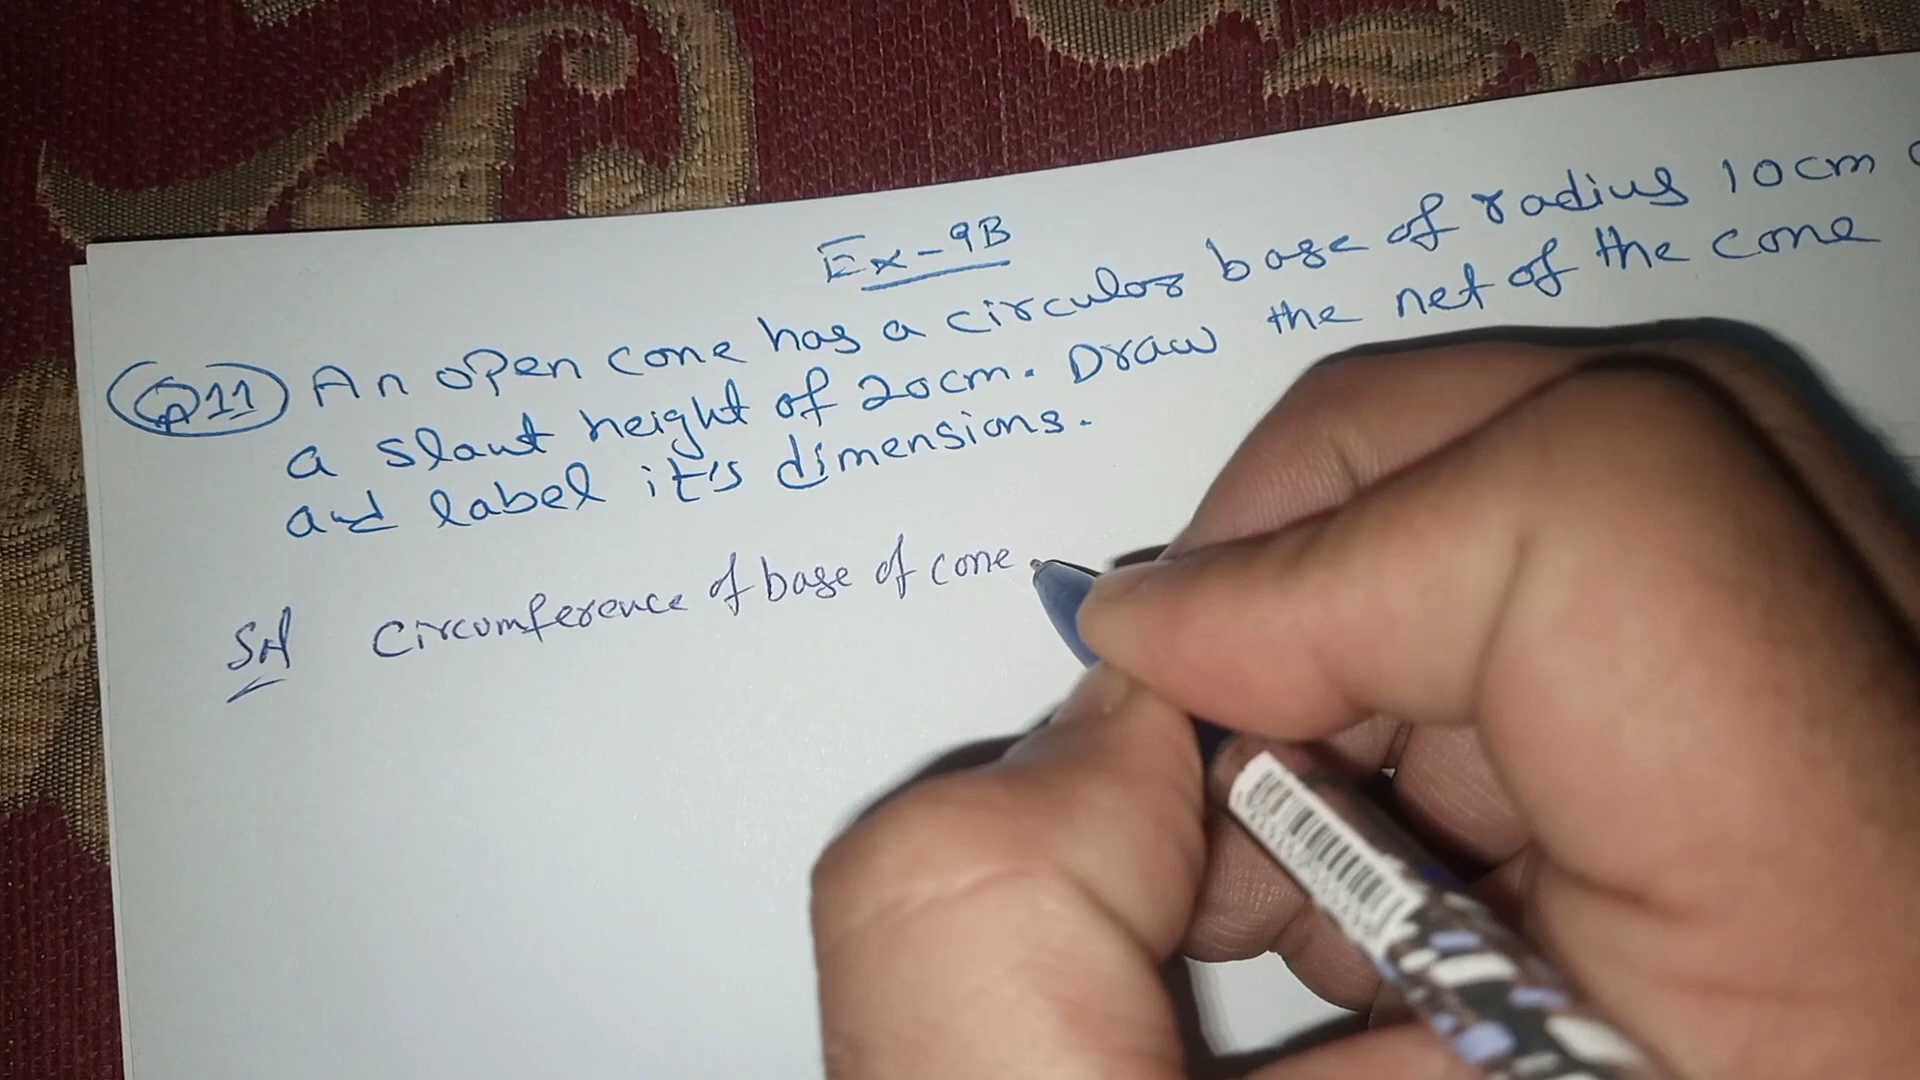 Ex-9B
Q11 An open cone has a circular base of radius 10cm
a slant height of 20cm. Draw the net of the cone
and label it's dimensions.
Sol Circumference of base of cone